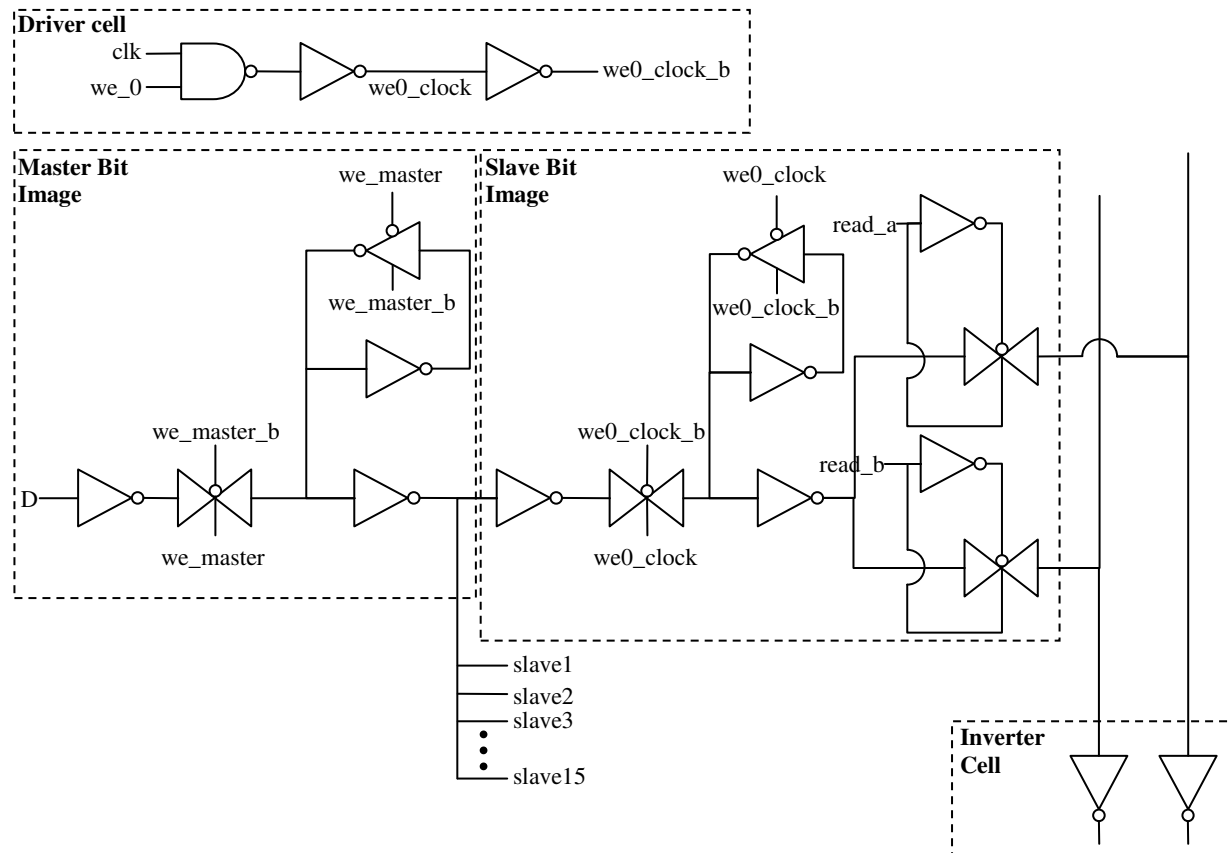 Driver cell
clk
we_0
we0_clock
we0_clock_b
Master Bit
Image
we_master
we_master_b
we_master_b
D
we_master
Slave Bit
Image
we0_clock
we0_clock_b
we0_clock_b
we0_clock
read_a
read_b
slave1
slave2
slave3
slave15
Inverter
Cell